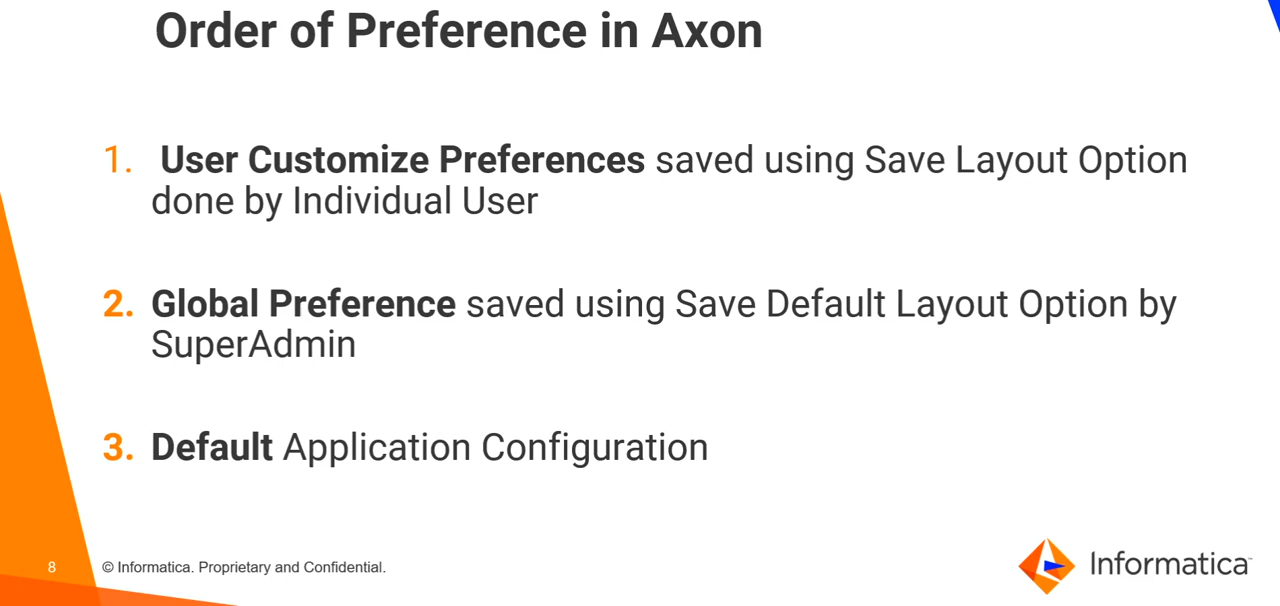 Order of Preference in Axon
1. User Customize Preferences saved using Save Layout Option
done by Individual User
2. Global Preference saved using Save Default Layout Option by
SuperAdmin
3. Default Application Configuration
8 © Informatica. Proprietary and Confidential.
Informatica™